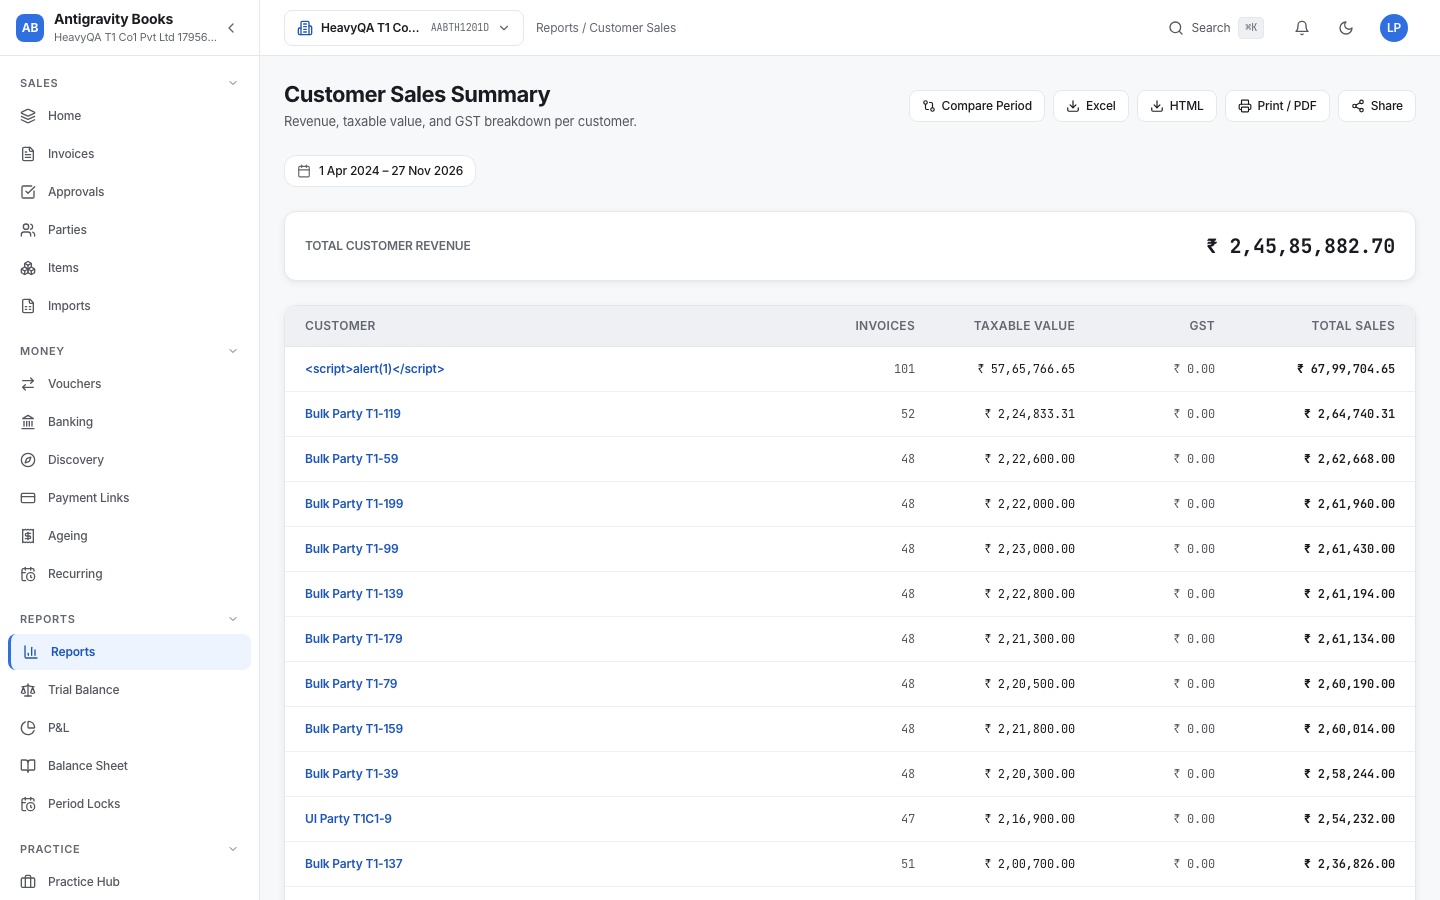 AB
Antigravity Books
HeavyQA T1 Co1 Pvt Ltd 17956...
SALES
Home
Invoices
Approvals
Parties
Items
Imports
MONEY
Vouchers
Banking
Discovery
Payment Links
Ageing
Recurring
REPORTS
Reports
Trial Balance
P&L
Balance Sheet
Period Locks
PRACTICE
Practice Hub
HeavyQA T1 Co... AABTH1201D
Reports / Customer Sales
Search ⌘K
LP
Customer Sales Summary
Revenue, taxable value, and GST breakdown per customer.
Compare Period
Excel
HTML
Print / PDF
Share
1 Apr 2024 – 27 Nov 2026
TOTAL CUSTOMER REVENUE ₹ 2,45,85,882.70
CUSTOMER INVOICES TAXABLE VALUE GST TOTAL SALES
<script>alert(1)</script> 101 ₹ 57,65,766.65 ₹ 0.00 ₹ 67,99,704.65
Bulk Party T1-119 52 ₹ 2,24,833.31 ₹ 0.00 ₹ 2,64,740.31
Bulk Party T1-59 48 ₹ 2,22,600.00 ₹ 0.00 ₹ 2,62,668.00
Bulk Party T1-199 48 ₹ 2,22,000.00 ₹ 0.00 ₹ 2,61,960.00
Bulk Party T1-99 48 ₹ 2,23,000.00 ₹ 0.00 ₹ 2,61,430.00
Bulk Party T1-139 48 ₹ 2,22,800.00 ₹ 0.00 ₹ 2,61,194.00
Bulk Party T1-179 48 ₹ 2,21,300.00 ₹ 0.00 ₹ 2,61,134.00
Bulk Party T1-79 48 ₹ 2,20,500.00 ₹ 0.00 ₹ 2,60,190.00
Bulk Party T1-159 48 ₹ 2,21,800.00 ₹ 0.00 ₹ 2,60,014.00
Bulk Party T1-39 48 ₹ 2,20,300.00 ₹ 0.00 ₹ 2,58,244.00
UI Party T1C1-9 47 ₹ 2,16,900.00 ₹ 0.00 ₹ 2,54,232.00
Bulk Party T1-137 51 ₹ 2,00,700.00 ₹ 0.00 ₹ 2,36,826.00